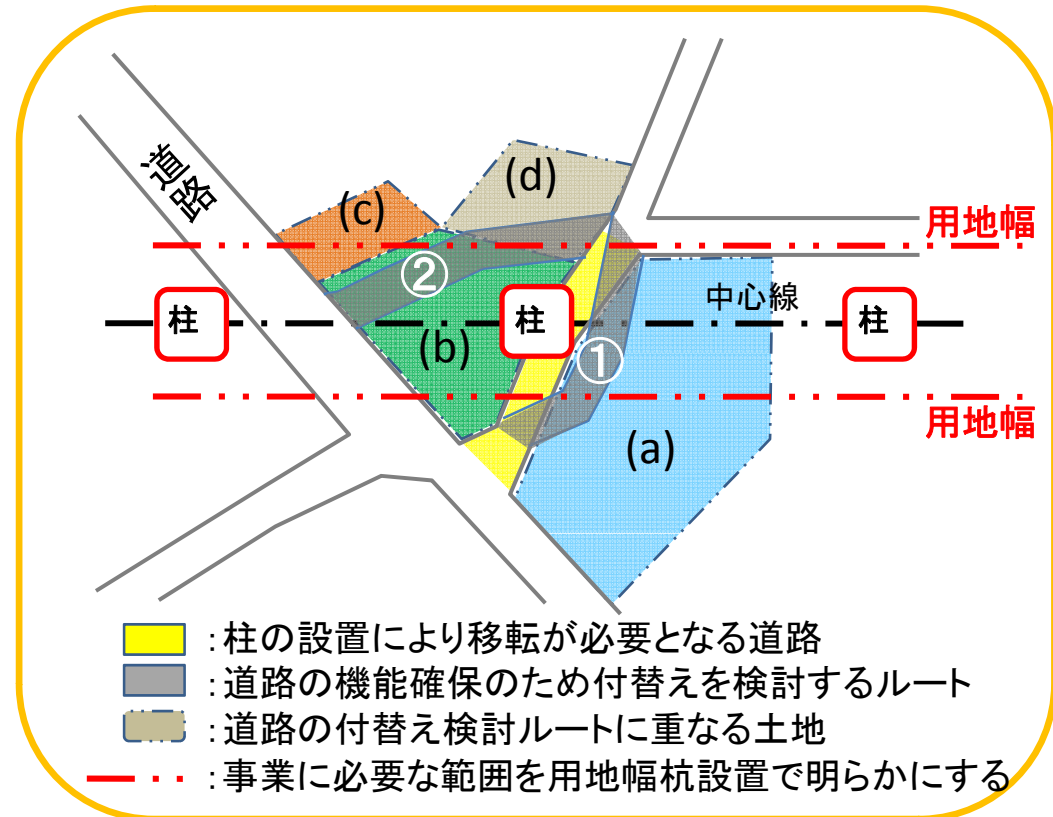 道路
(d)
(c)
用地幅
②
中心線
柱
柱
柱
(b)
①
用地幅
(a)
：柱の設置により移転が必要となる道路
：道路の機能確保のため付替えを検討するルート
：道路の付替え検討ルートに重なる土地
：事業に必要な範囲を用地幅杭設置で明らかにする